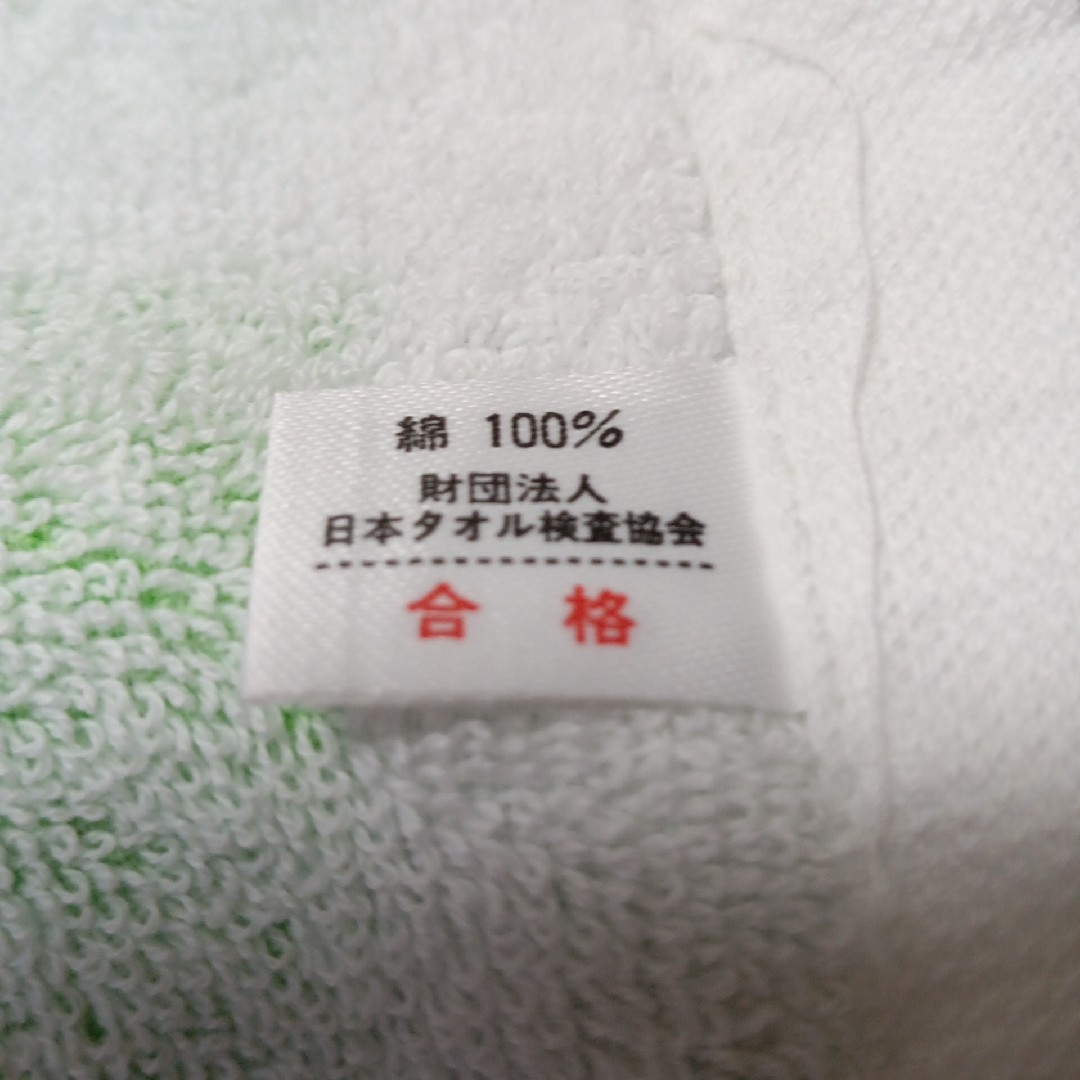 綿 100%
財団法人
日本タオル検査協会
合格